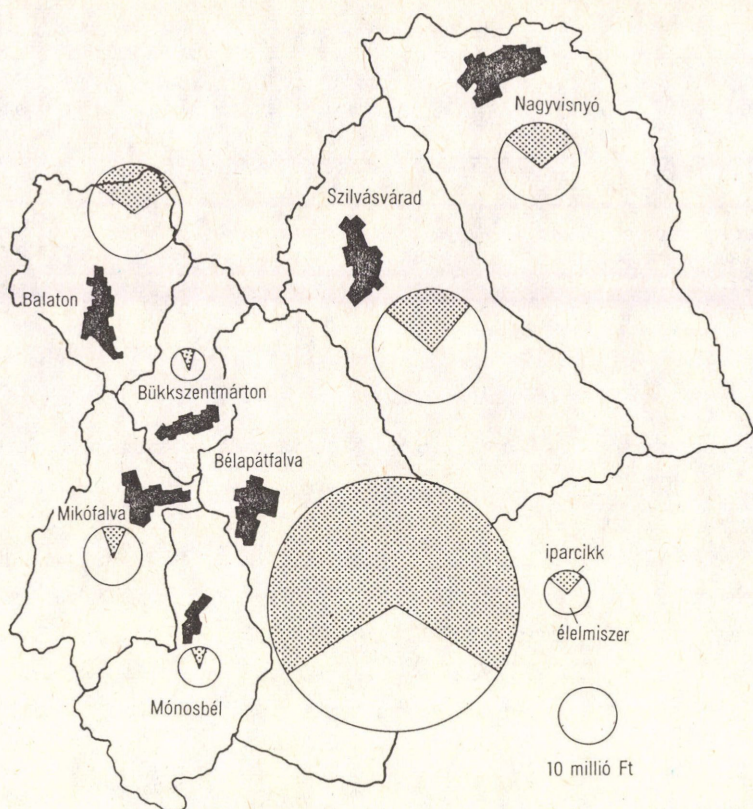 Nagyvisnyó
Szilvásvárad
Balaton
Bükkszentmárton
Bélapátfalva
Mikófalva
iparcikk
élelmiszer
Mónosbél
10 millió Ft